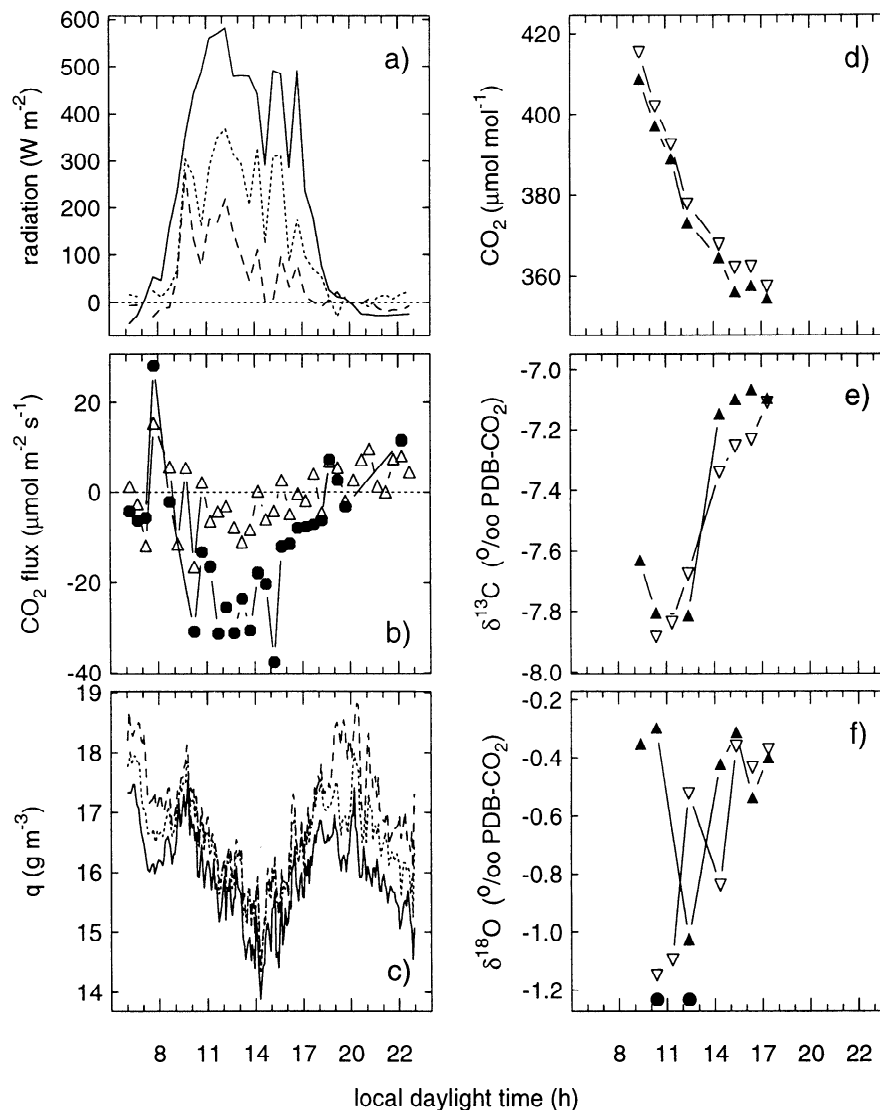 600
500
400
300
200
100
0
radiation (W m⁻²)
a)
20
0
-20
-40
CO₂ flux (μmol m⁻² s⁻¹)
b)
19
18
17
16
15
14
q (g m⁻³)
c)
8 11 14 17 20 22
420
400
380
360
CO₂ (μmol mol⁻¹)
d)
-7.0
-7.2
-7.4
-7.6
-7.8
-8.0
δ¹³C (⁰/oo PDB-CO₂)
e)
-0.2
-0.4
-0.6
-0.8
-1.0
-1.2
δ¹⁸O (⁰/oo PDB-CO₂)
f)
8 11 14 17 20 22
local daylight time (h)